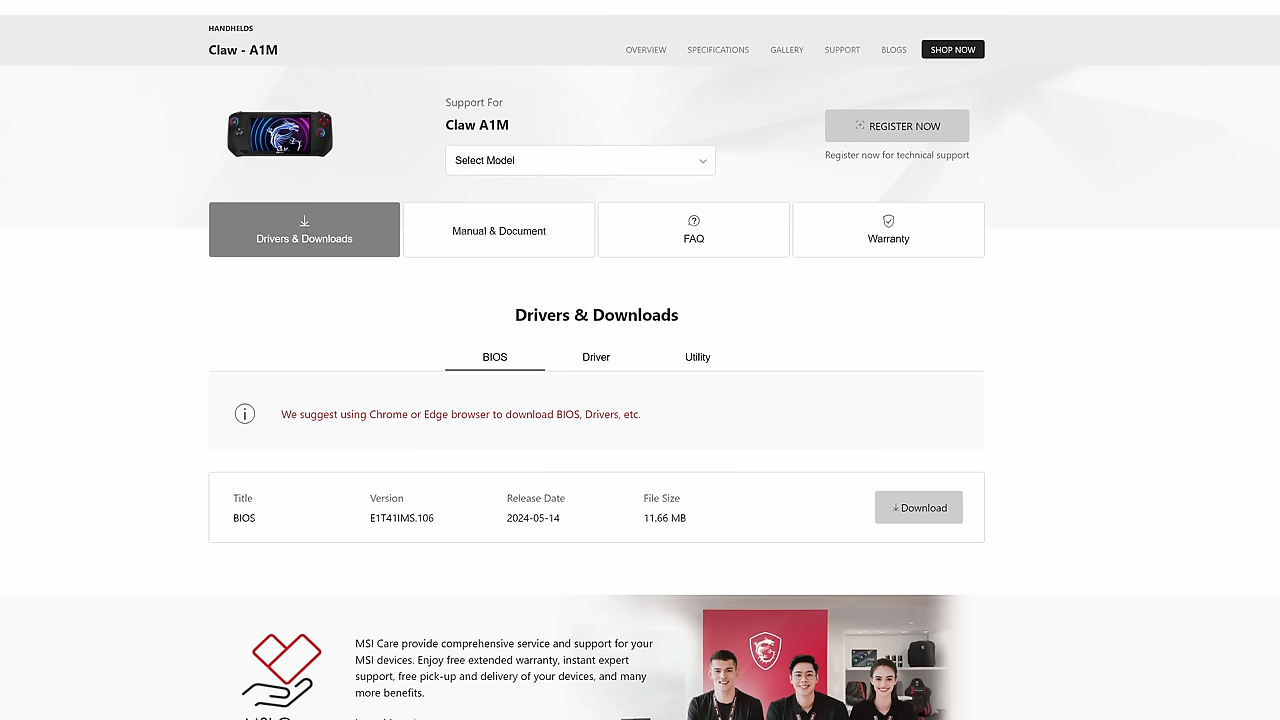 HANDHELDS
Claw - A1M
OVERVIEW SPECIFICATIONS GALLERY SUPPORT BLOGS SHOP NOW
Support For
Claw A1M
Select Model
REGISTER NOW
Register now for technical support
Drivers & Downloads
Manual & Document
FAQ
Warranty
Drivers & Downloads
BIOS Driver Utility
We suggest using Chrome or Edge browser to download BIOS, Drivers, etc.
Title Version Release Date File Size
BIOS E1T41IMS.106 2024-05-14 11.66 MB
Download
MSI Care provide comprehensive service and support for your
MSI devices. Enjoy free extended warranty, instant expert
support, free pick-up and delivery of your devices, and many
more benefits.